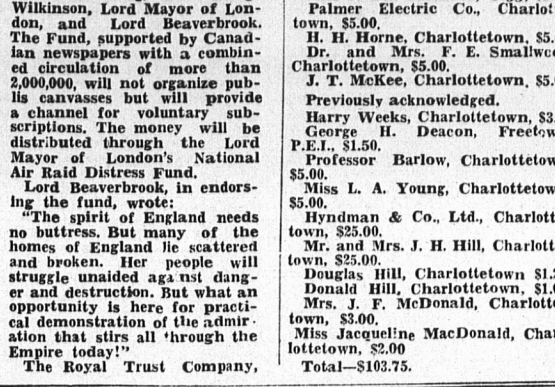 Wilkinson, Lord Mayor of Lon-
don, and Lord Beaverbrook.
The Fund, supported by Canad-
ian newspapers with a combin-
ed circulation of more than
2,000,000, will not organize pub-
lis canvasses but will provide
a channel for voluntary sub-
scriptions. The money will be
distributed through the Lord
Mayor of London's National
Air Raid Distress Fund.
Lord Beaverbrook, in endors-
ing the fund, wrote:
"The spirit of England needs
no buttress. But many of the
homes of England lie scattered
and broken. Her people will
struggle unaided against dang-
er and destruction. But what an
opportunity is here for practi-
cal demonstration of the admir-
ation that stirs all through the
Empire today!"
The Royal Trust Company,
Palmer Electric Co., Charlot
town, $5.00.
H. H. Horne, Charlottetown, $5.
Dr. and Mrs. F. E. Smallwo
Charlottetown, $5.00.
J. T. McKee, Charlottetown, $5.
Previously acknowledged.
Harry Weeks, Charlottetown, $3.
George H. Deacon, Freetow
P.E.I., $1.50.
Professor Barlow, Charlottetow
$5.00.
Miss L. A. Young, Charlottetow
$5.00.
Hyndman & Co., Ltd., Charlott
town, $25.00.
Mr. and Mrs. J. H. Hill, Charlott
town, $25.00.
Douglas Hill, Charlottetown $1.
Donald Hill, Charlottetown, $1.0
Mrs. J. F. McDonald, Charlott
town, $3.00.
Miss Jacqueline MacDonald, Cha
lottetown, $2.00
Total—$103.75.